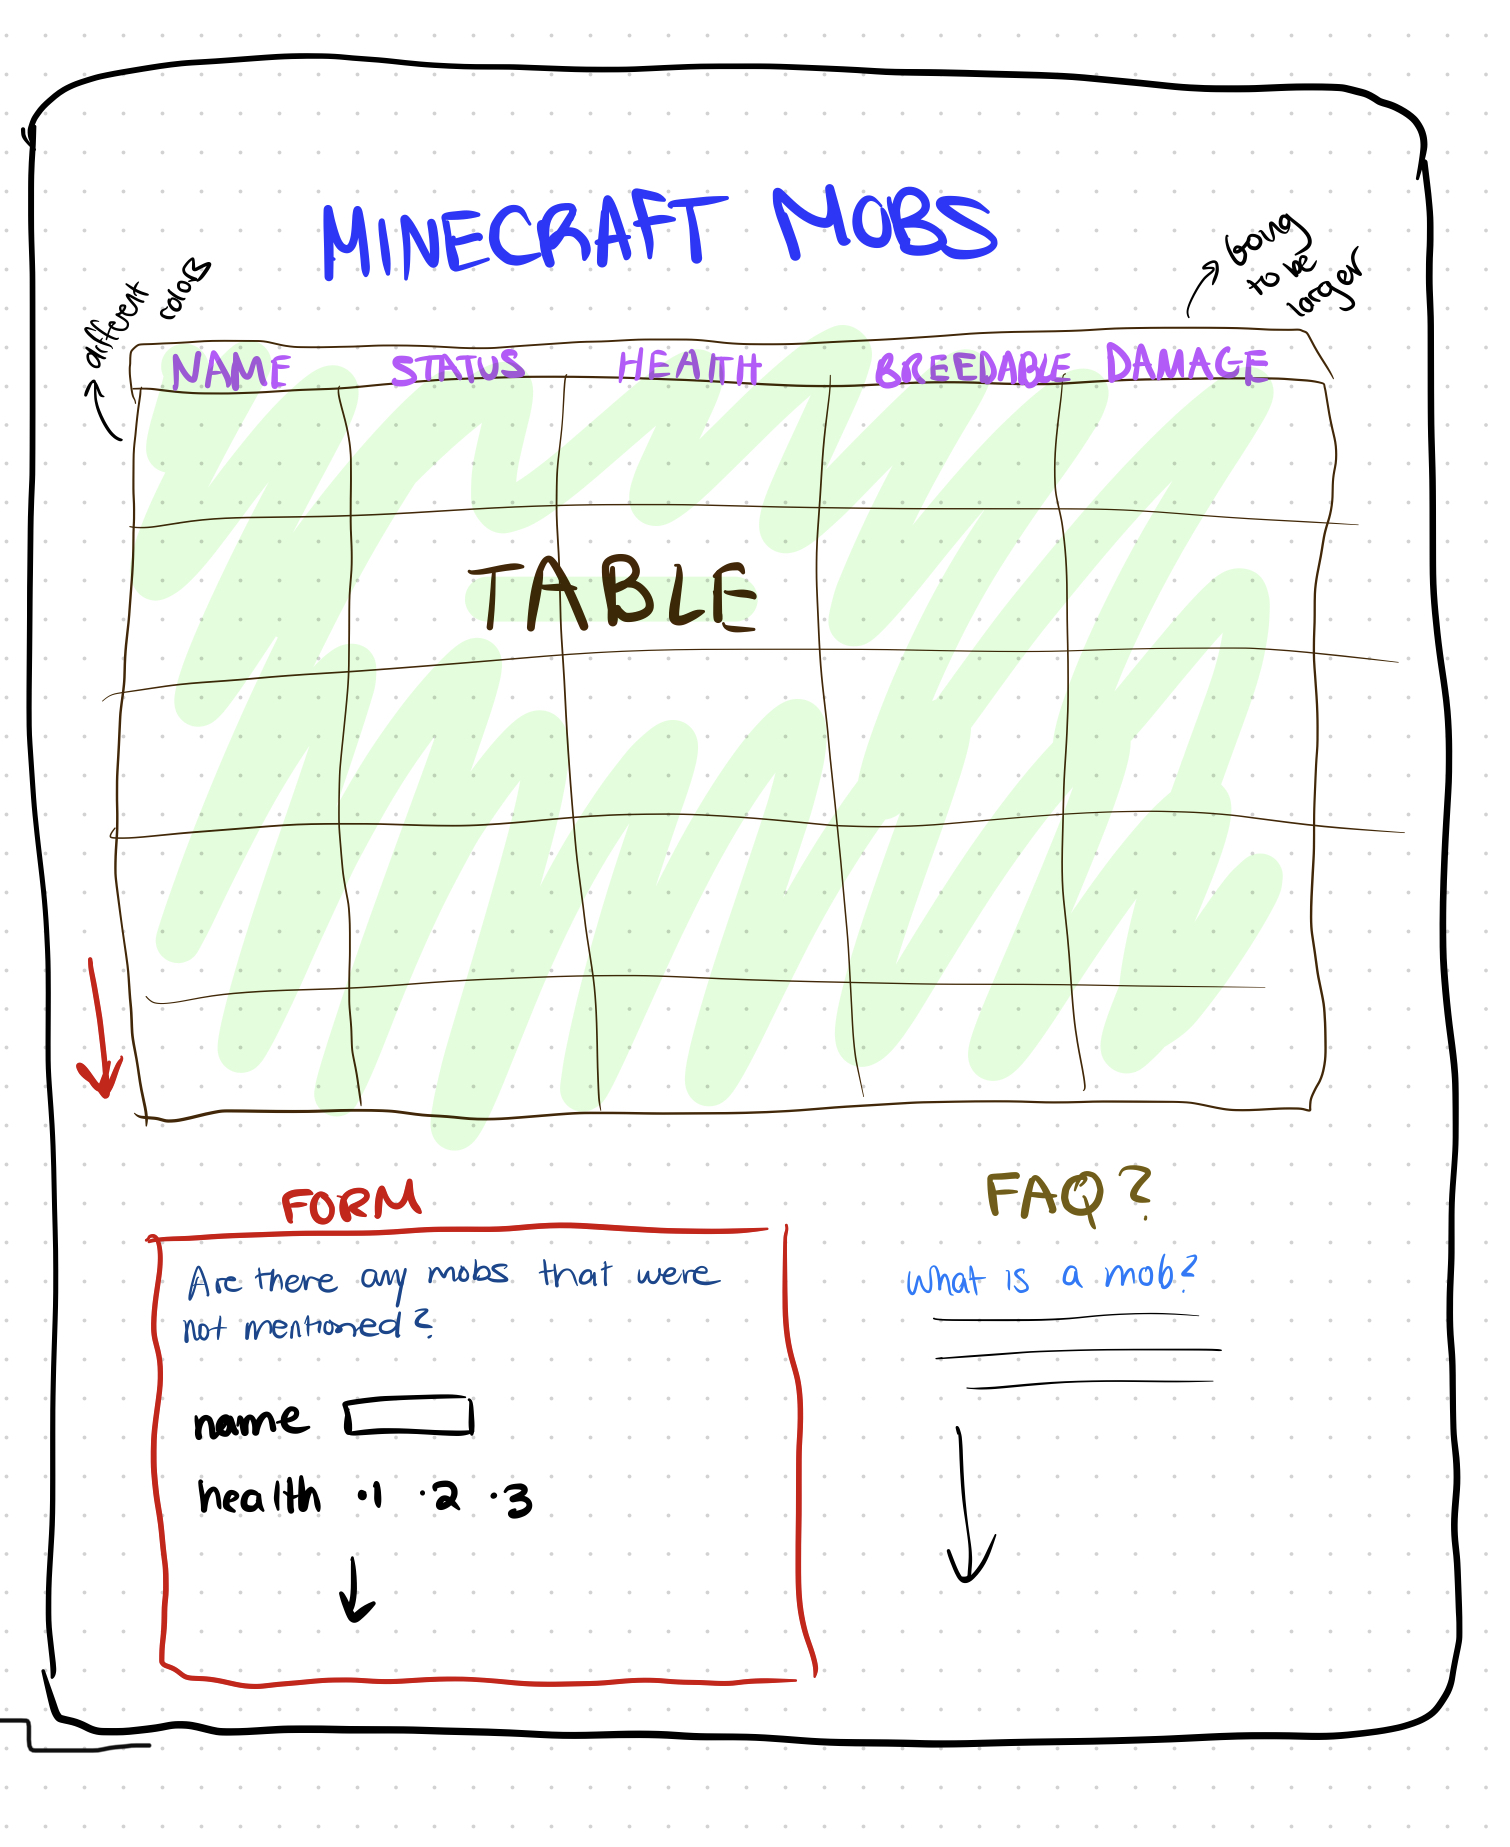 MINECRAFT MOBS
different
colors
Going
to be
larger
NAME STATUS HEALTH BREEDABLE DAMAGE
TABLE
FORM
Are there any mobs that were
not mentioned?
name
health •1 •2 •3
FAQ?
What is a mob?